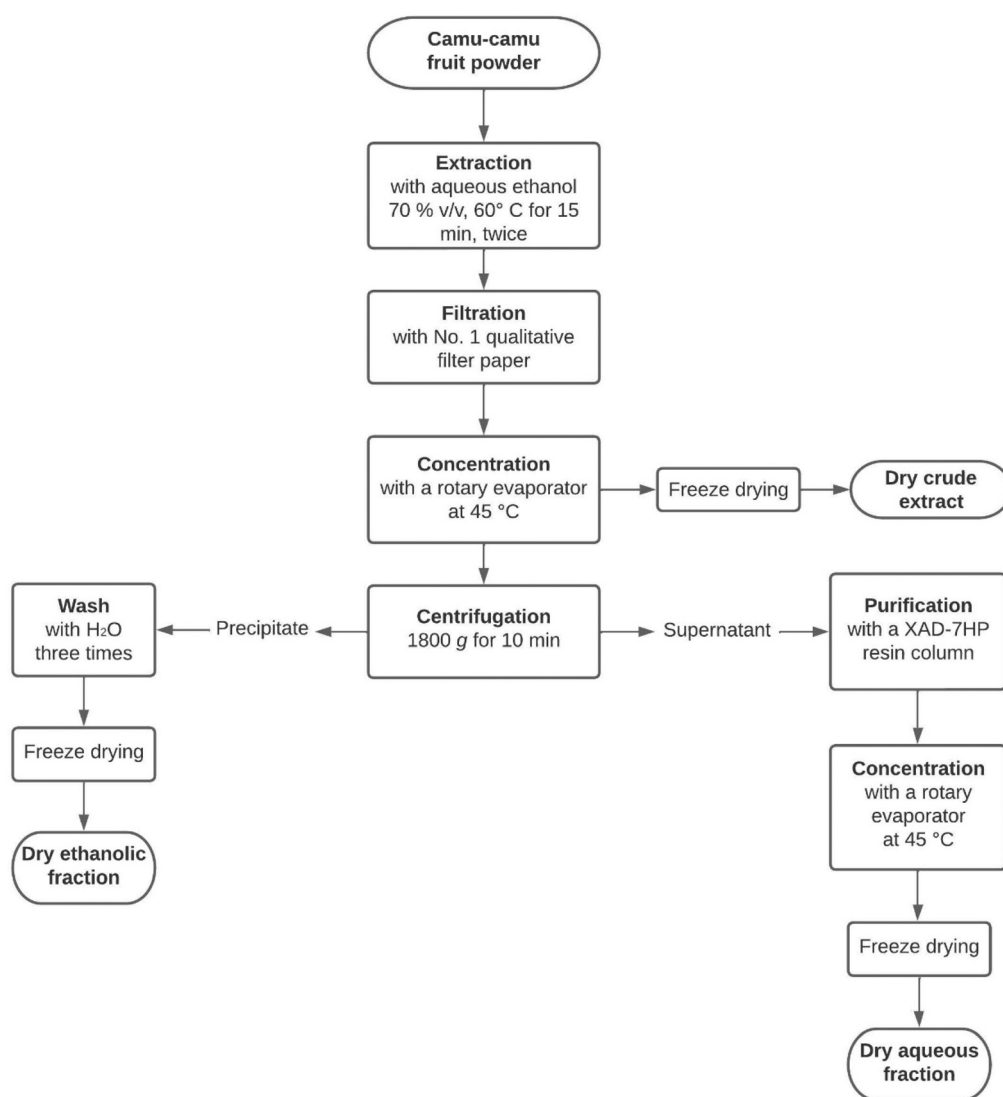 Camu-camu
fruit powder
Extraction
with aqueous ethanol
70 % v/v, 60° C for 15
min, twice
Filtration
with No. 1 qualitative
filter paper
Concentration
with a rotary evaporator
at 45 °C
Freeze drying
Dry crude
extract
Wash
with H₂O
three times
Precipitate
Centrifugation
1800 g for 10 min
Supernatant
Purification
with a XAD-7HP
resin column
Freeze drying
Dry ethanolic
fraction
Concentration
with a rotary
evaporator
at 45 °C
Freeze drying
Dry aqueous
fraction